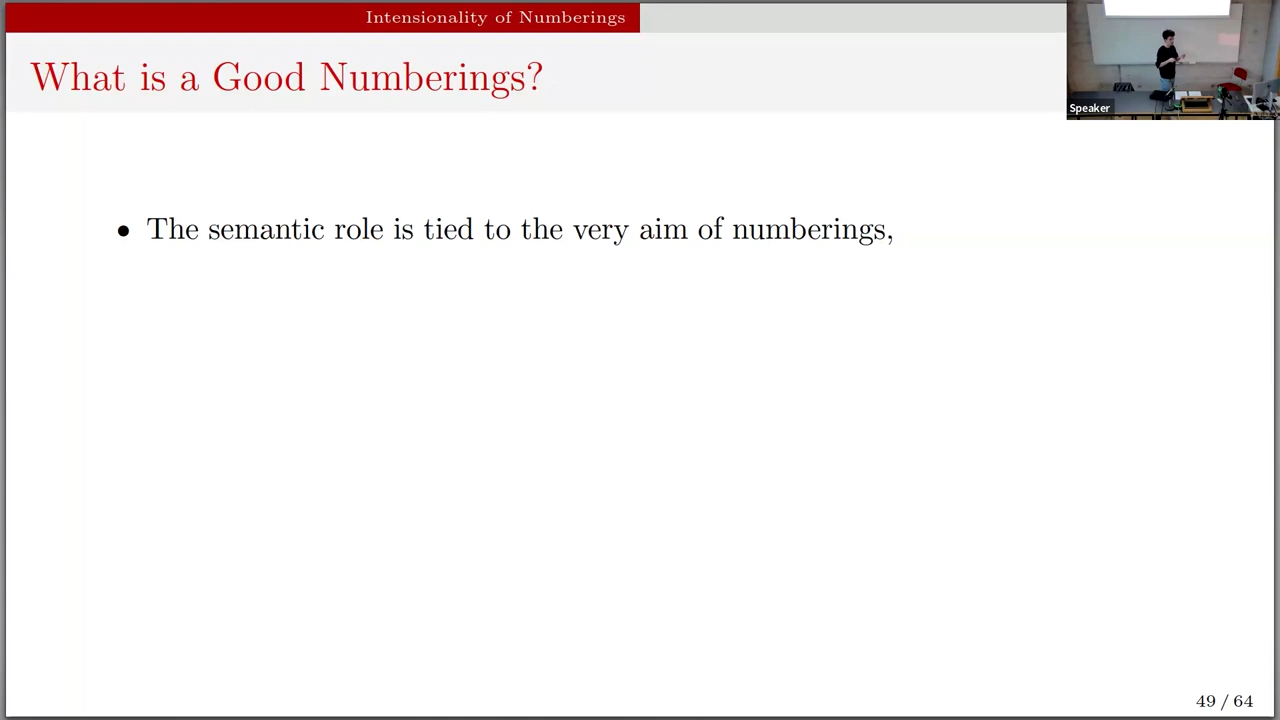 Intensionality of Numberings
What is a Good Numberings?
Speaker
• The semantic role is tied to the very aim of numberings,
49 / 64